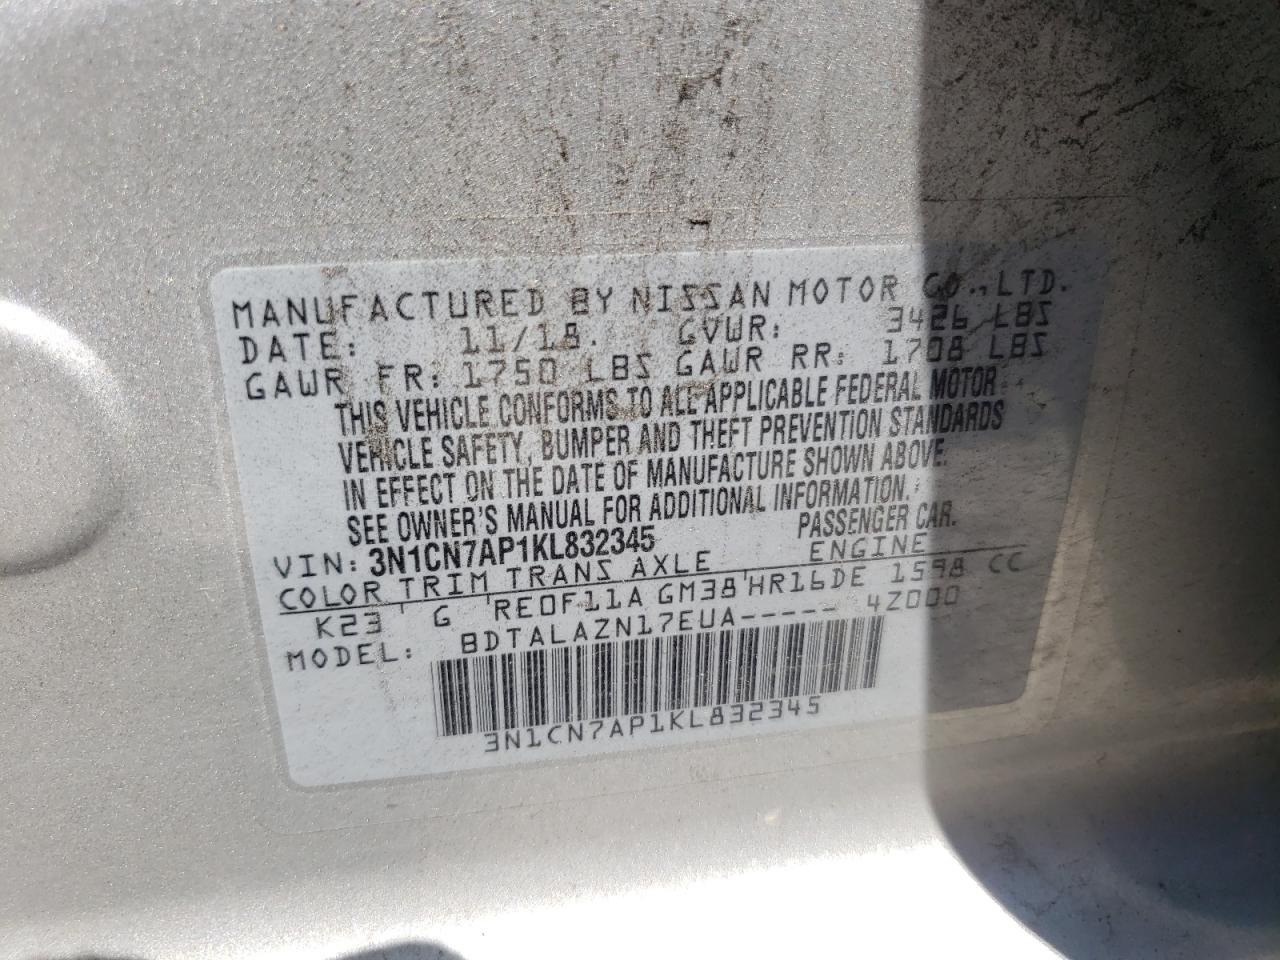 MANUFACTURED BY NISSAN MOTOR CO., LTD.
DATE: 11/18. GVWR: 3426 LBS
GAWR FR: 1750 LBS GAWR RR: 1708 LBS
THIS VEHICLE CONFORMS TO ALL APPLICABLE FEDERAL MOTOR
VEHICLE SAFETY, BUMPER AND THEFT PREVENTION STANDARDS
IN EFFECT ON THE DATE OF MANUFACTURE SHOWN ABOVE.
SEE OWNER'S MANUAL FOR ADDITIONAL INFORMATION.
VIN: 3N1CN7AP1KL832345 PASSENGER CAR.
COLOR TRIM TRANS AXLE ENGINE
K23 ' G 'RE0F11A GM38'HR16DE 1598 CC
MODEL: BDTALAZN17EUA----- 4Z000
3N1CN7AP1KL832345